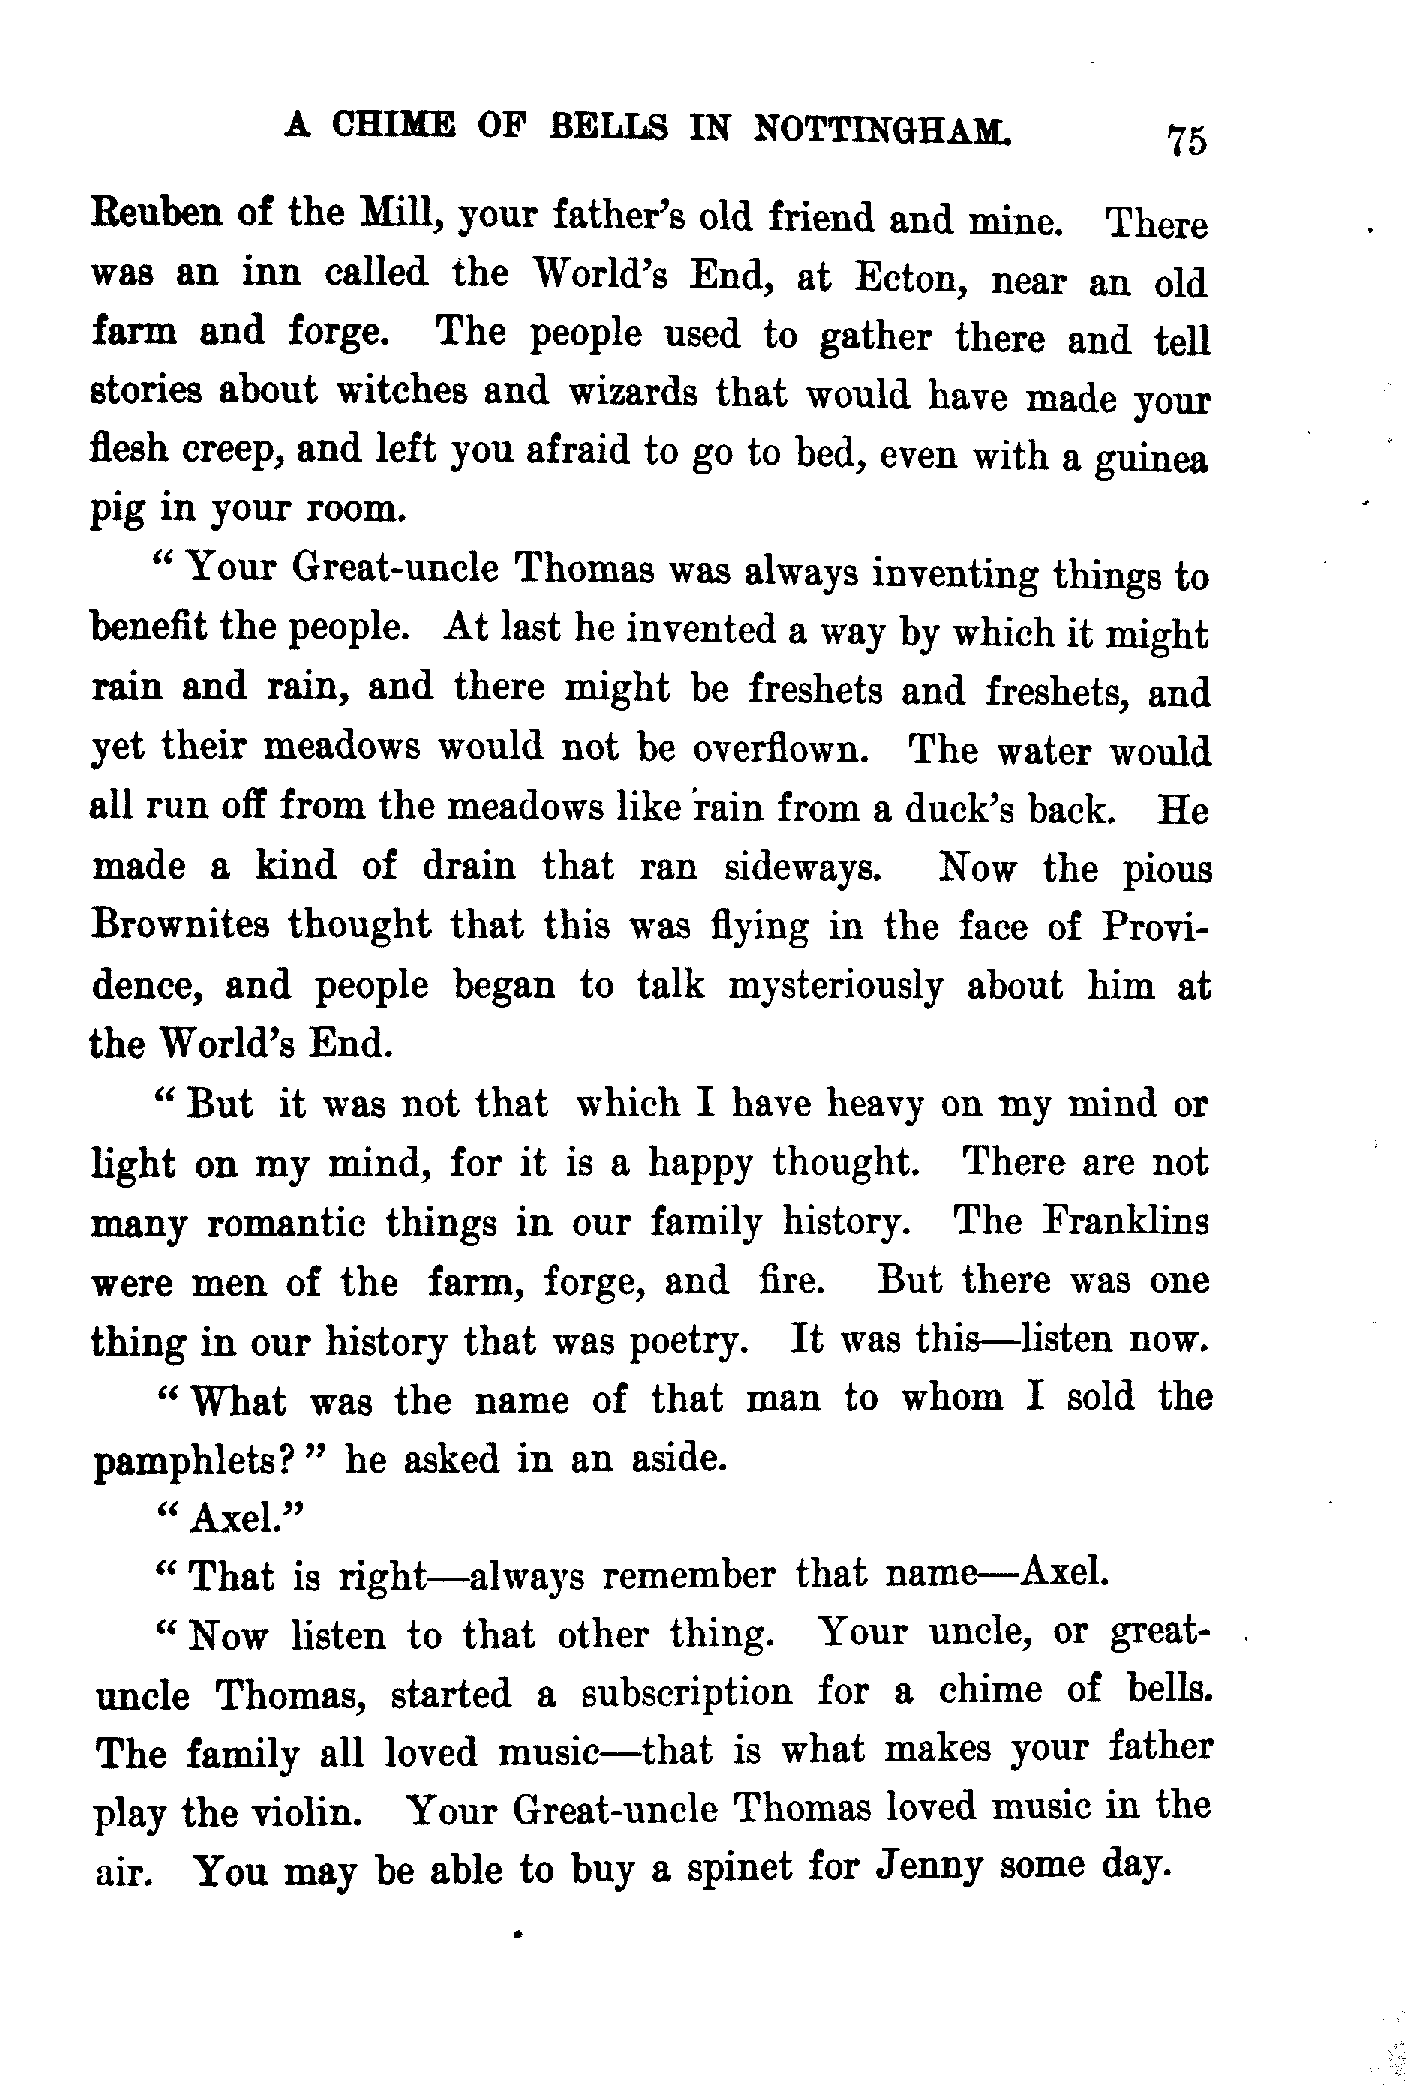 A CHIME OF BELLS IN NOTTINGHAM. 75
Reuben of the Mill, your father's old friend and mine. There
was an inn called the World's End, at Ecton, near an old
farm and forge. The people used to gather there and tell
stories about witches and wizards that would have made your
flesh creep, and left you afraid to go to bed, even with a guinea
pig in your room.
"Your Great-uncle Thomas was always inventing things to
benefit the people. At last he invented a way by which it might
rain and rain, and there might be freshets and freshets, and
yet their meadows would not be overflown. The water would
all run off from the meadows like rain from a duck's back. He
made a kind of drain that ran sideways. Now the pious
Brownites thought that this was flying in the face of Provi-
dence, and people began to talk mysteriously about him at
the World's End.
"But it was not that which I have heavy on my mind or
light on my mind, for it is a happy thought. There are not
many romantic things in our family history. The Franklins
were men of the farm, forge, and fire. But there was one
thing in our history that was poetry. It was this—listen now.
"What was the name of that man to whom I sold the
pamphlets?" he asked in an aside.
"Axel."
"That is right—always remember that name—Axel.
"Now listen to that other thing. Your uncle, or great-
uncle Thomas, started a subscription for a chime of bells.
The family all loved music—that is what makes your father
play the violin. Your Great-uncle Thomas loved music in the
air. You may be able to buy a spinet for Jenny some day.